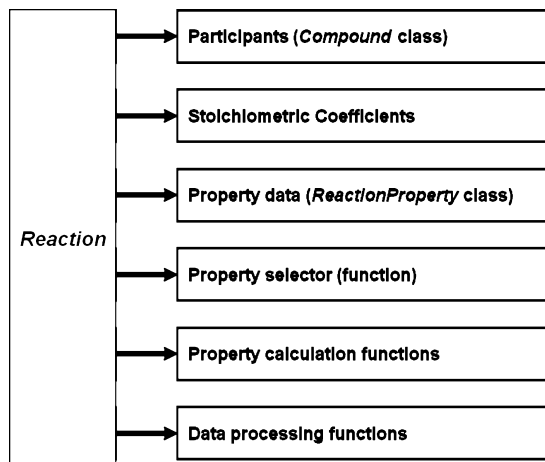 Participants (Compound class)
Stoichiometric Coefficients
Property data (ReactionProperty class)
Reaction
Property selector (function)
Property calculation functions
Data processing functions